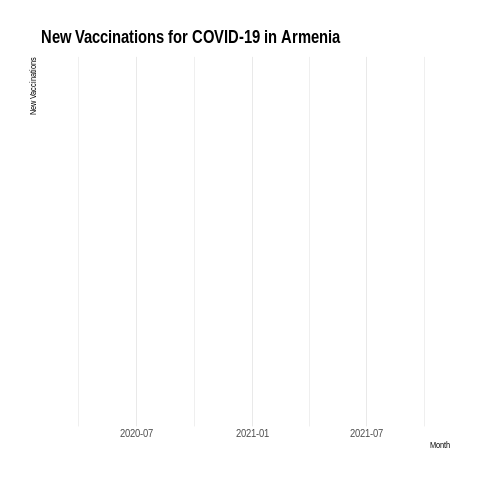 New Vaccinations for COVID-19 in Armenia
New Vaccinations
2020-07
2021-01
2021-07
Month